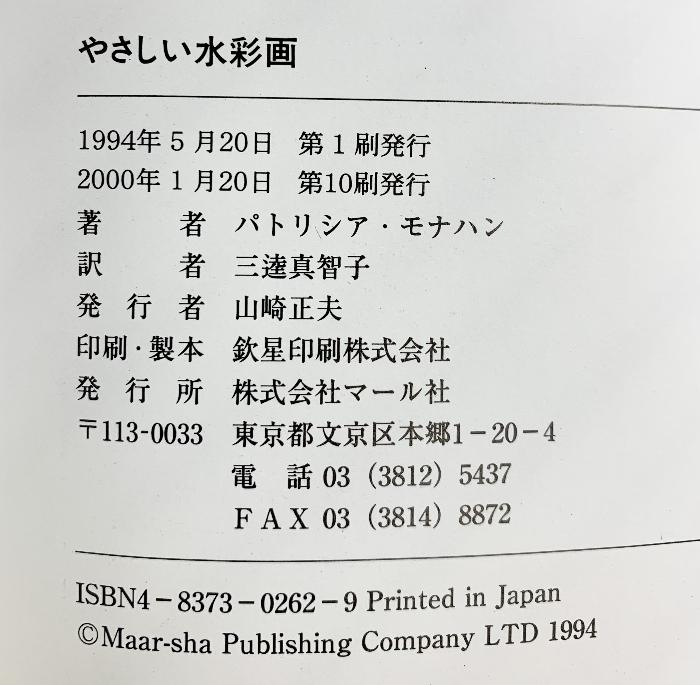 やさしい水彩画
1994年5月20日 第1刷発行
2000年1月20日 第10刷発行
著者 パトリシア・モナハン
訳者 三逵真智子
発行者 山崎正夫
印刷・製本 欽星印刷株式会社
発行所 株式会社マール社
〒113-0033 東京都文京区本郷1-20-4
電話 03 (3812) 5437
FAX 03 (3814) 8872
ISBN4-8373-0262-9 Printed in Japan
©Maar-sha Publishing Company LTD 1994